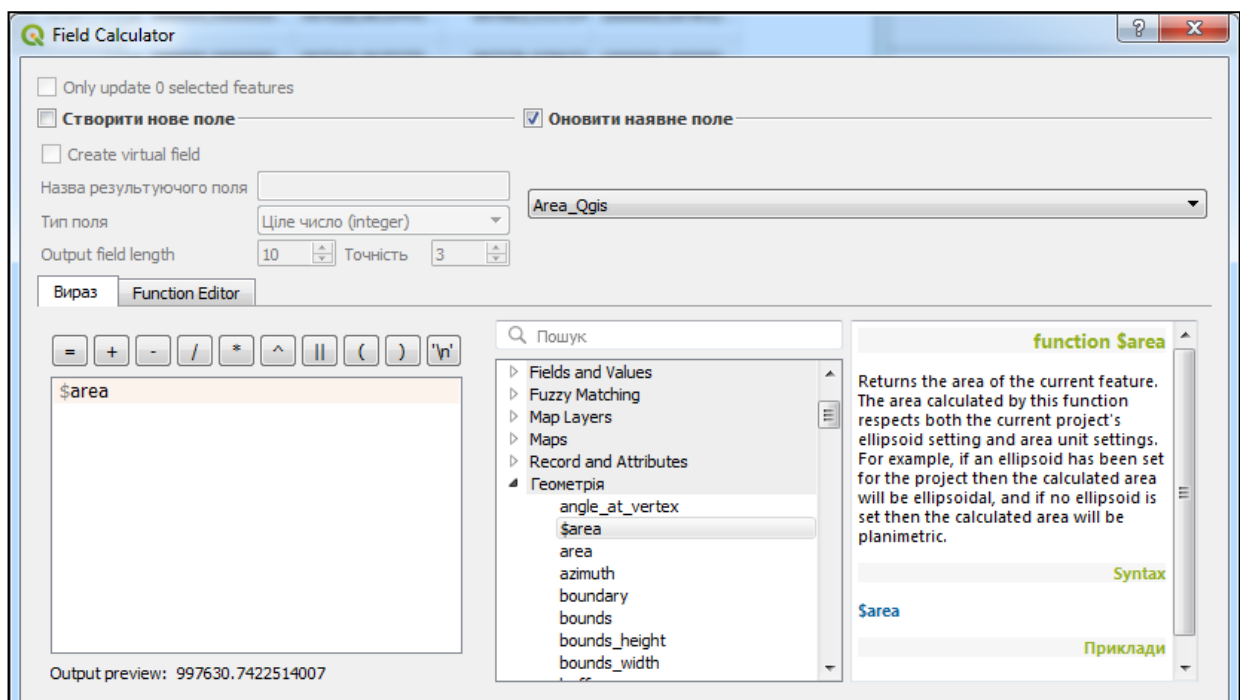 Field Calculator
Only update 0 selected features
Створити нове поле
Оновити наявне поле
Create virtual field
Назва результуючого поля
Area_Qgis
Тип поля
Ціле число (integer)
Output field length
10
Точність
3
Вираз
Function Editor
= + - / * ^ || ( ) '\n'
$area
Output preview: 997630.7422514007
Пошук
Fields and Values
Fuzzy Matching
Map Layers
Maps
Record and Attributes
Геометрія
angle_at_vertex
$area
area
azimuth
boundary
bounds
bounds_height
bounds_width
function $area
Returns the area of the current feature.
The area calculated by this function
respects both the current project's
ellipsoid setting and area unit settings.
For example, if an ellipsoid has been set
for the project then the calculated area
will be ellipsoidal, and if no ellipsoid is
set then the calculated area will be
planimetric.
Syntax
$area
Приклади